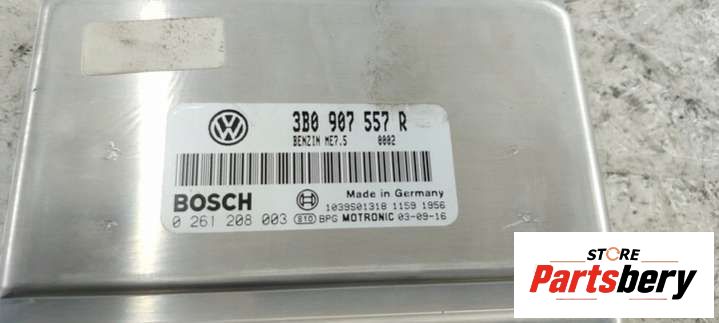 3B0 907 557 R
BENZIN ME7.5 0002
BOSCH
Made in Germany
1039S01318 1159 1956
0 261 208 003 S10 BPG MOTRONIC 03-09-16
STORE
Partsbery